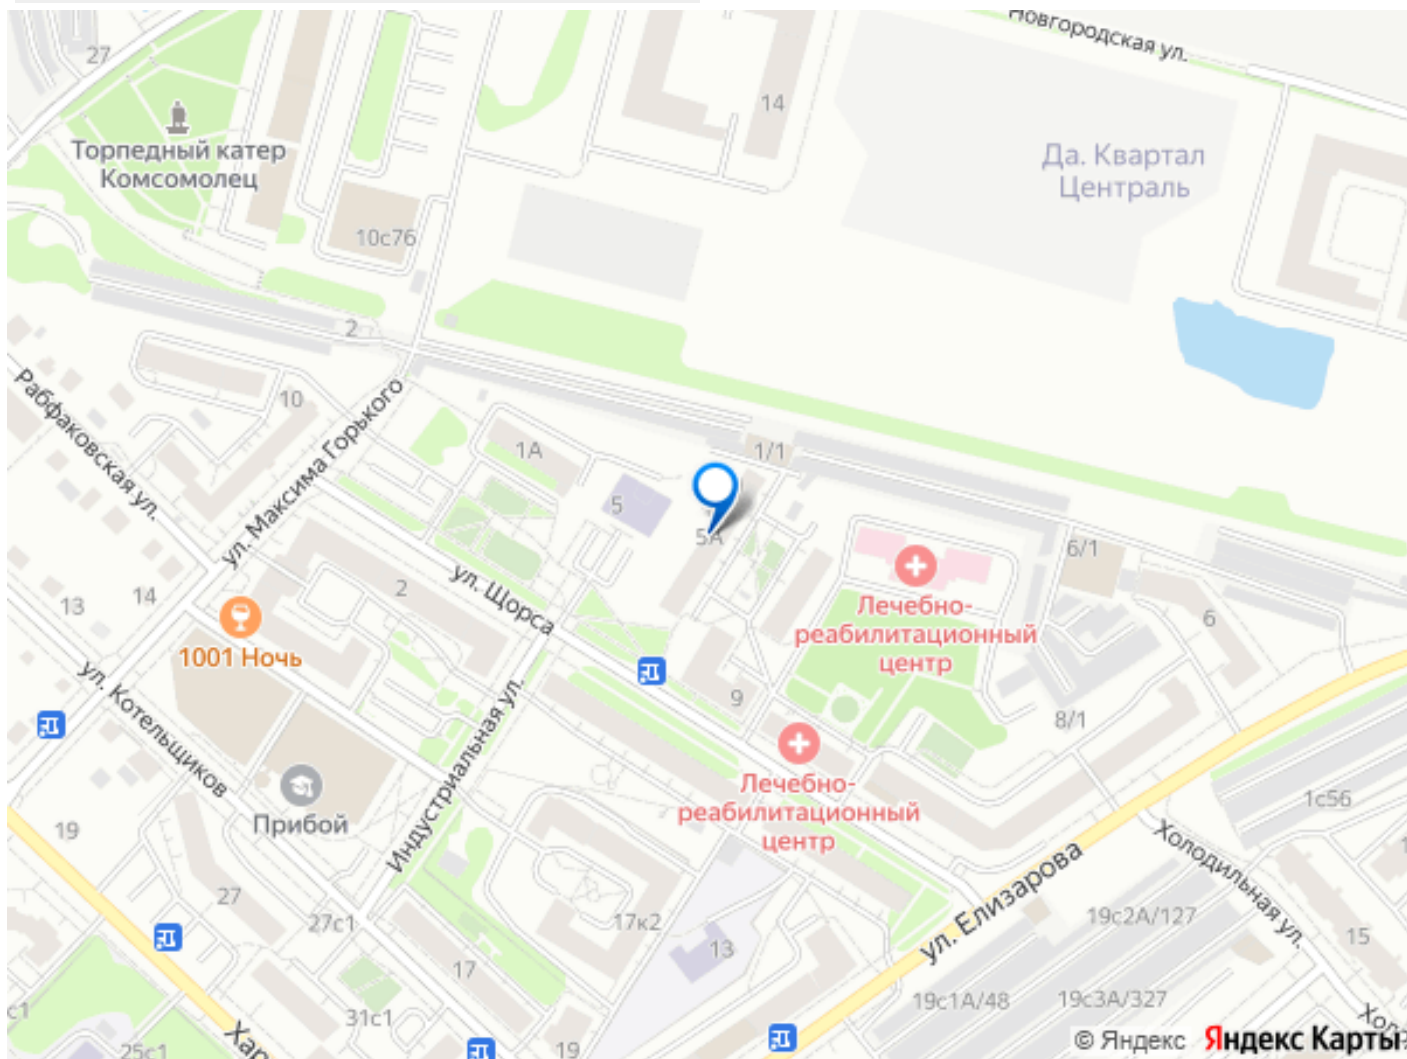 Новгородская ул.
27
14
Торпедный катер
Комсомолец
Да. Квартал
Централь
10с76
2
Рабфаковская ул.
10
ул. Максима Горького
1А
1/1
5
5А
6/1
ул. Щорса
2
13
14
Лечебно-
реабилитационный
центр
6
1001 Ночь
9
8/1
ул. Котельщиков
Индустриальная ул.
Лечебно-
реабилитационный
центр
1с56
19
Прибой
Холодильная ул.
ул. Елизарова
27
27с1
17к2
13
19с2А/127
15
17
19с1А/48
19с3А/327
31с1
25с1
19
© Яндекс
Яндекс Карты